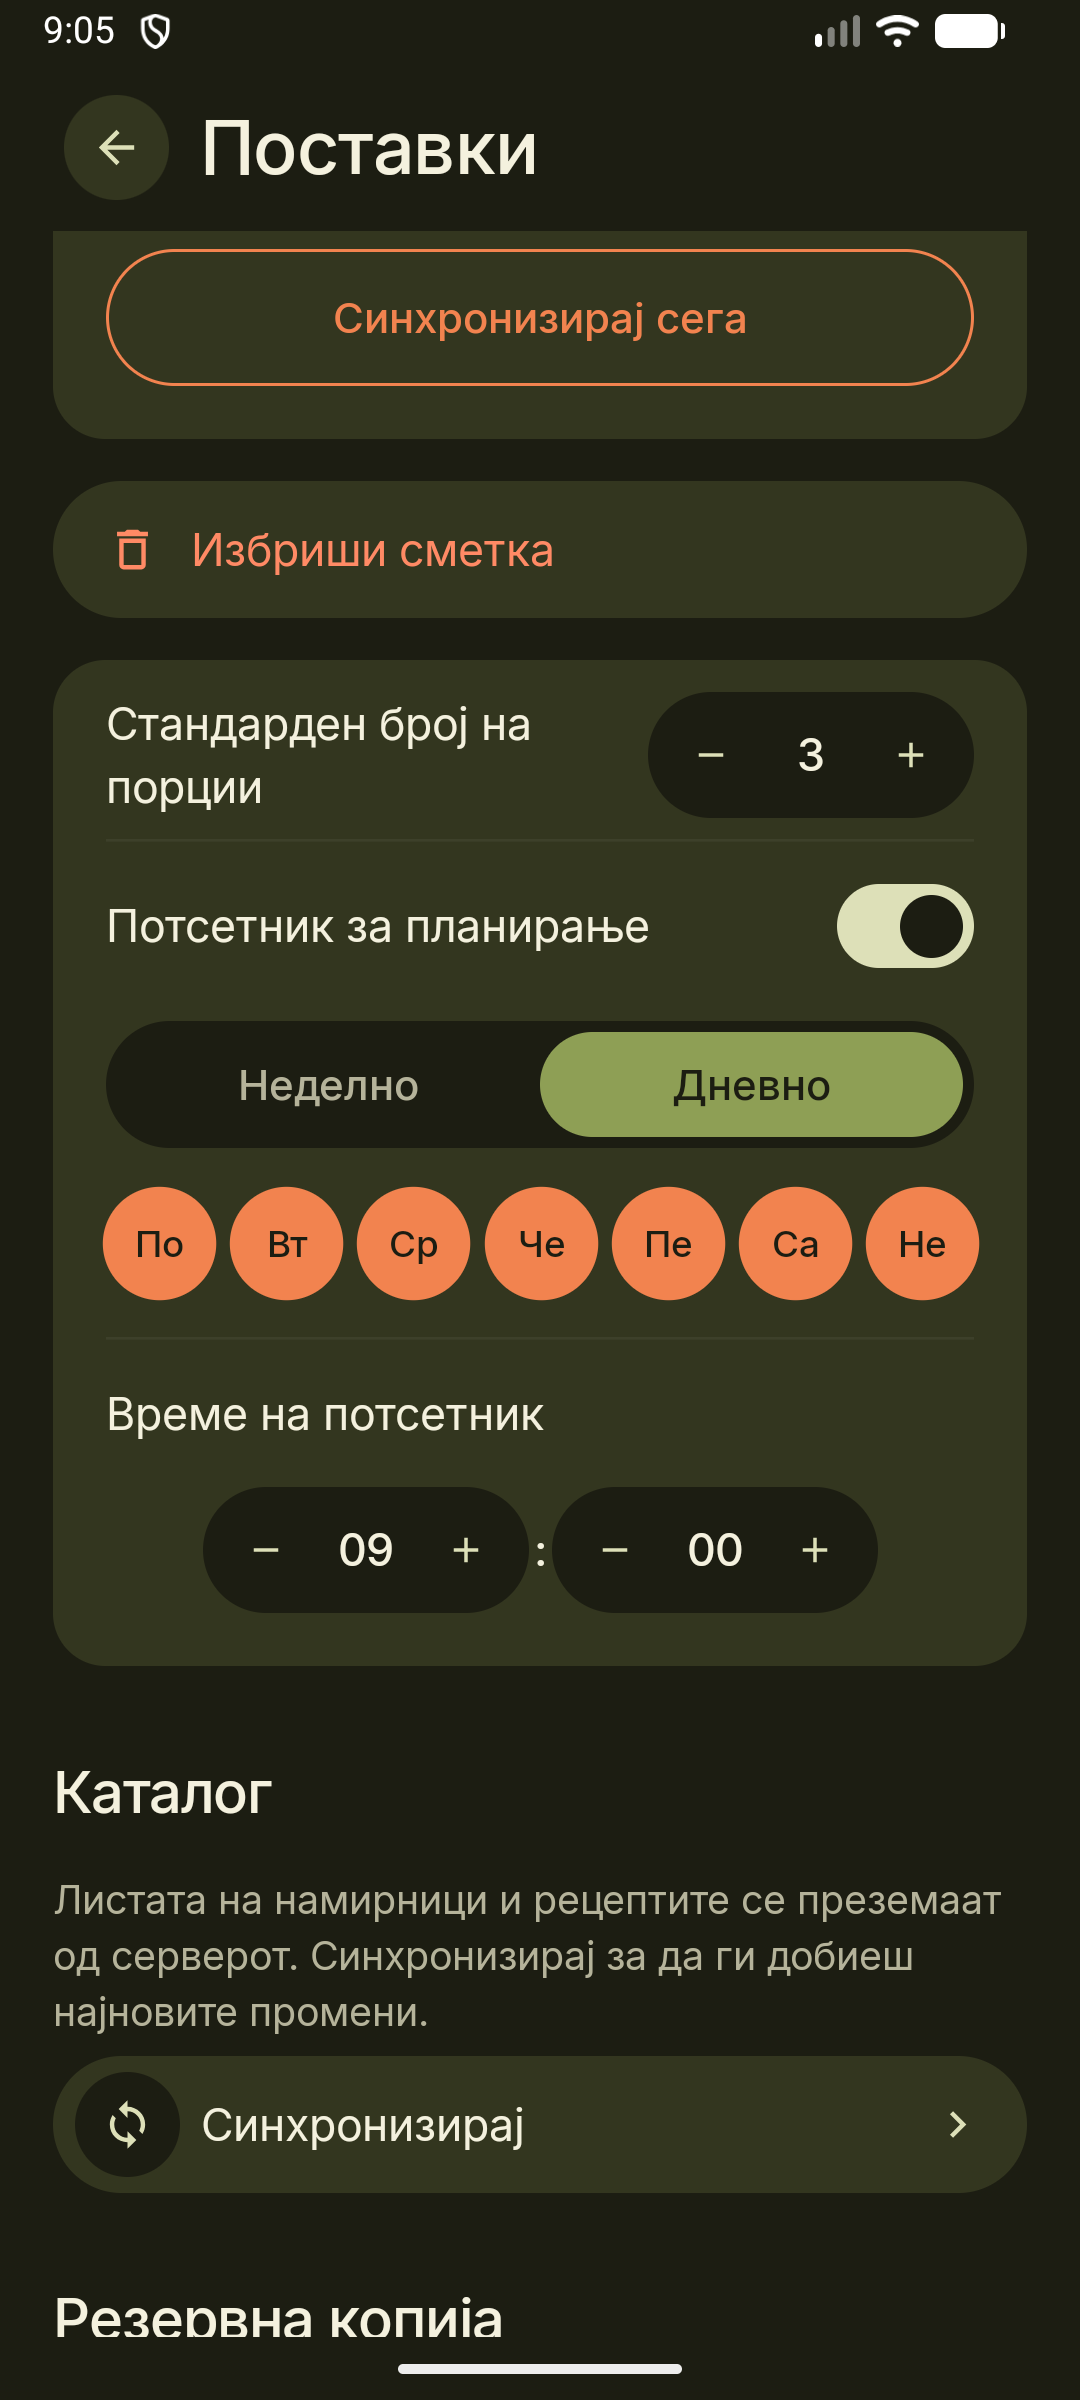 9:05
Поставки
Синхронизирај сега
Избриши сметка
Стандарден број на
порции
− 3 +
Потсетник за планирање
Неделно Дневно
По Вт Ср Че Пе Са Не
Време на потсетник
− 09 + : − 00 +
Каталог
Листата на намирници и рецептите се преземаат
од серверот. Синхронизирај за да ги добиеш
најновите промени.
Синхронизирај
Резервна копија